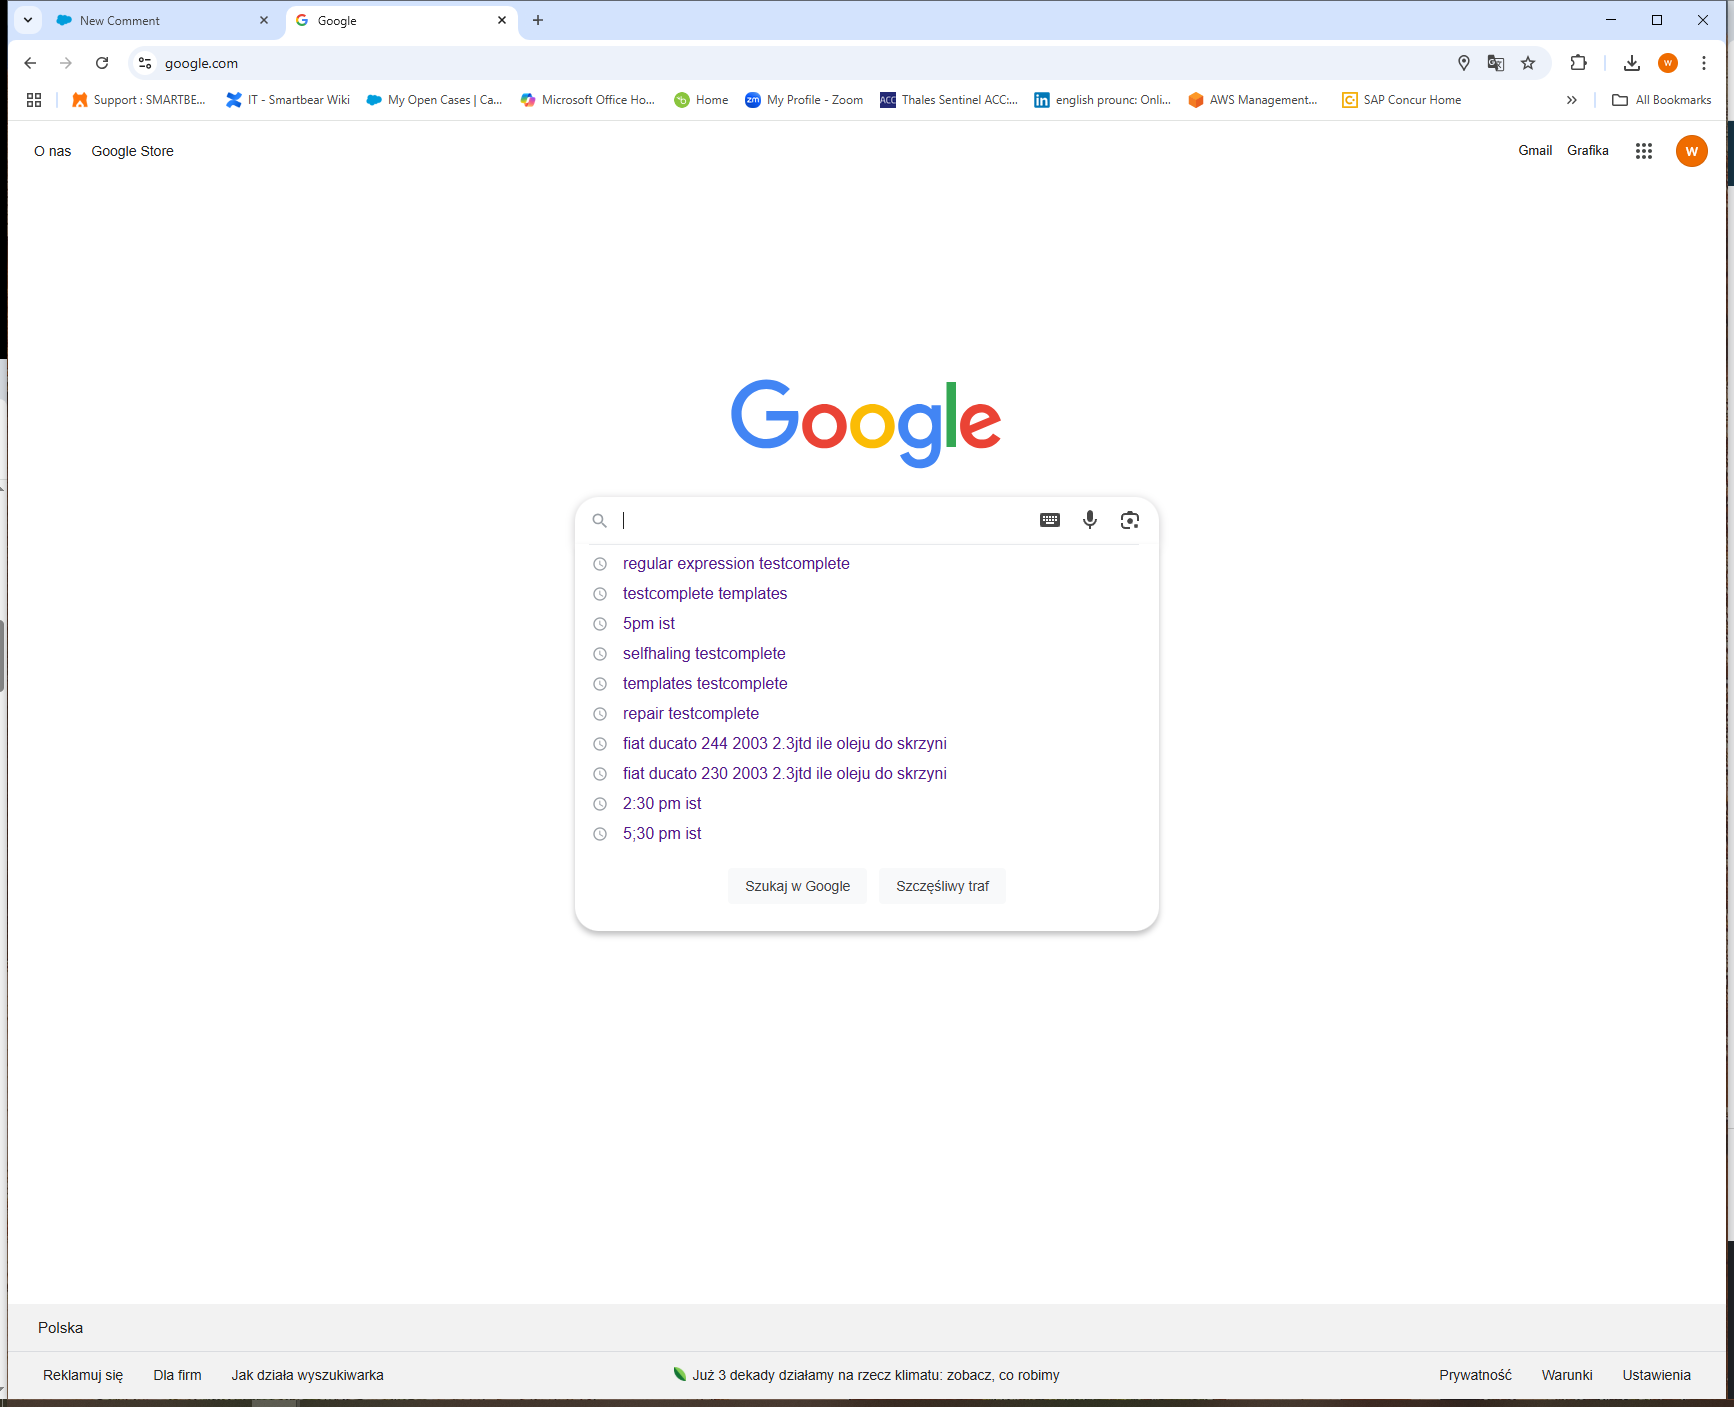 New Comment
Google
google.com
Support : SMARTBE...
IT - Smartbear Wiki
My Open Cases | Ca...
Microsoft Office Ho...
Home
zm My Profile - Zoom
ACC Thales Sentinel ACC:...
in english prounc: Onli...
AWS Management...
SAP Concur Home
All Bookmarks
W
O nas
Google Store
Gmail
Grafika
W
Google
regular expression testcomplete
testcomplete templates
5pm ist
selfhaling testcomplete
templates testcomplete
repair testcomplete
fiat ducato 244 2003 2.3jtd ile oleju do skrzyni
fiat ducato 230 2003 2.3jtd ile oleju do skrzyni
2:30 pm ist
5;30 pm ist
Szukaj w Google
Szczęśliwy traf
Polska
Reklamuj się
Dla firm
Jak działa wyszukiwarka
Już 3 dekady działamy na rzecz klimatu: zobacz, co robimy
Prywatność
Warunki
Ustawienia